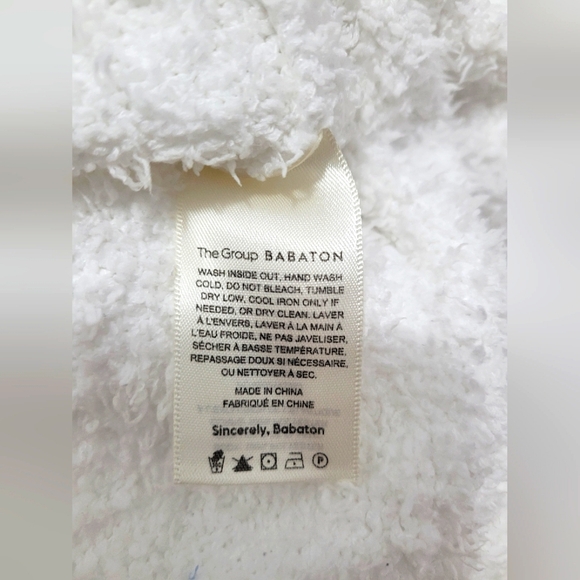 The Group BABATON
WASH INSIDE OUT, HAND WASH
COLD, DO NOT BLEACH, TUMBLE
DRY LOW, COOL IRON ONLY IF
NEEDED, OR DRY CLEAN. LAVER
À L'ENVERS, LAVER À LA MAIN À
L'EAU FROIDE, NE PAS JAVELISER,
SÉCHER À BASSE TEMPÉRATURE,
REPASSAGE DOUX SI NÉCESSAIRE,
OU NETTOYER À SEC.
MADE IN CHINA
FABRIQUÉ EN CHINE
Sincerely, Babaton